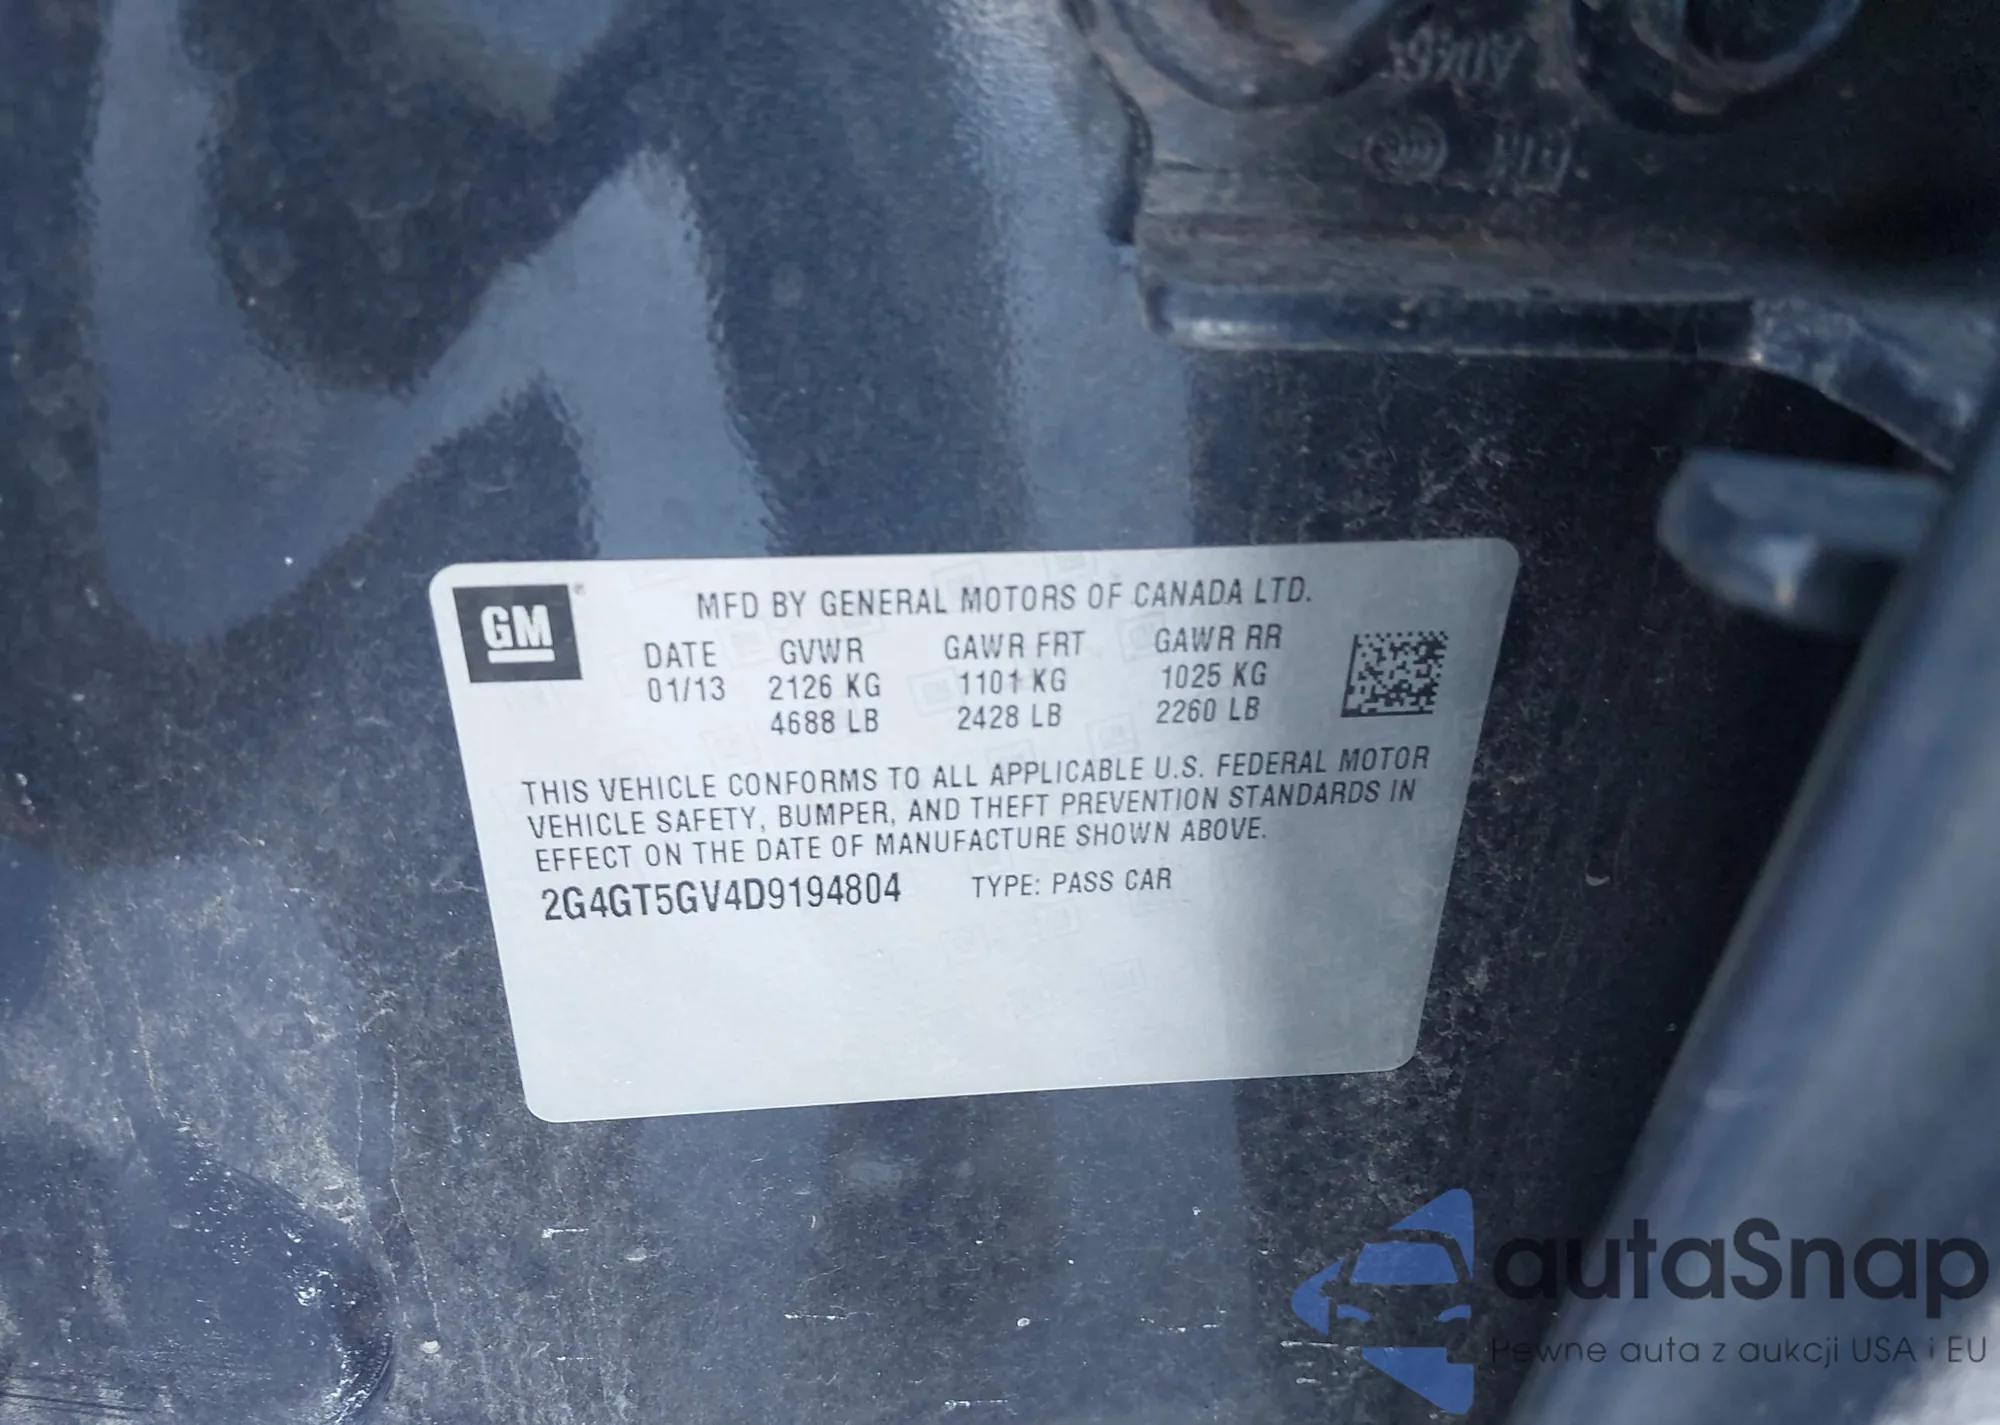 GM
MFD BY GENERAL MOTORS OF CANADA LTD.
DATE GVWR GAWR FRT GAWR RR
01/13 2126 KG 1101 KG 1025 KG
4688 LB 2428 LB 2260 LB
THIS VEHICLE CONFORMS TO ALL APPLICABLE U.S. FEDERAL MOTOR
VEHICLE SAFETY, BUMPER, AND THEFT PREVENTION STANDARDS IN
EFFECT ON THE DATE OF MANUFACTURE SHOWN ABOVE.
2G4GT5GV4D9194804 TYPE: PASS CAR
autaSnap
Pewne auta z aukcji USA i EU